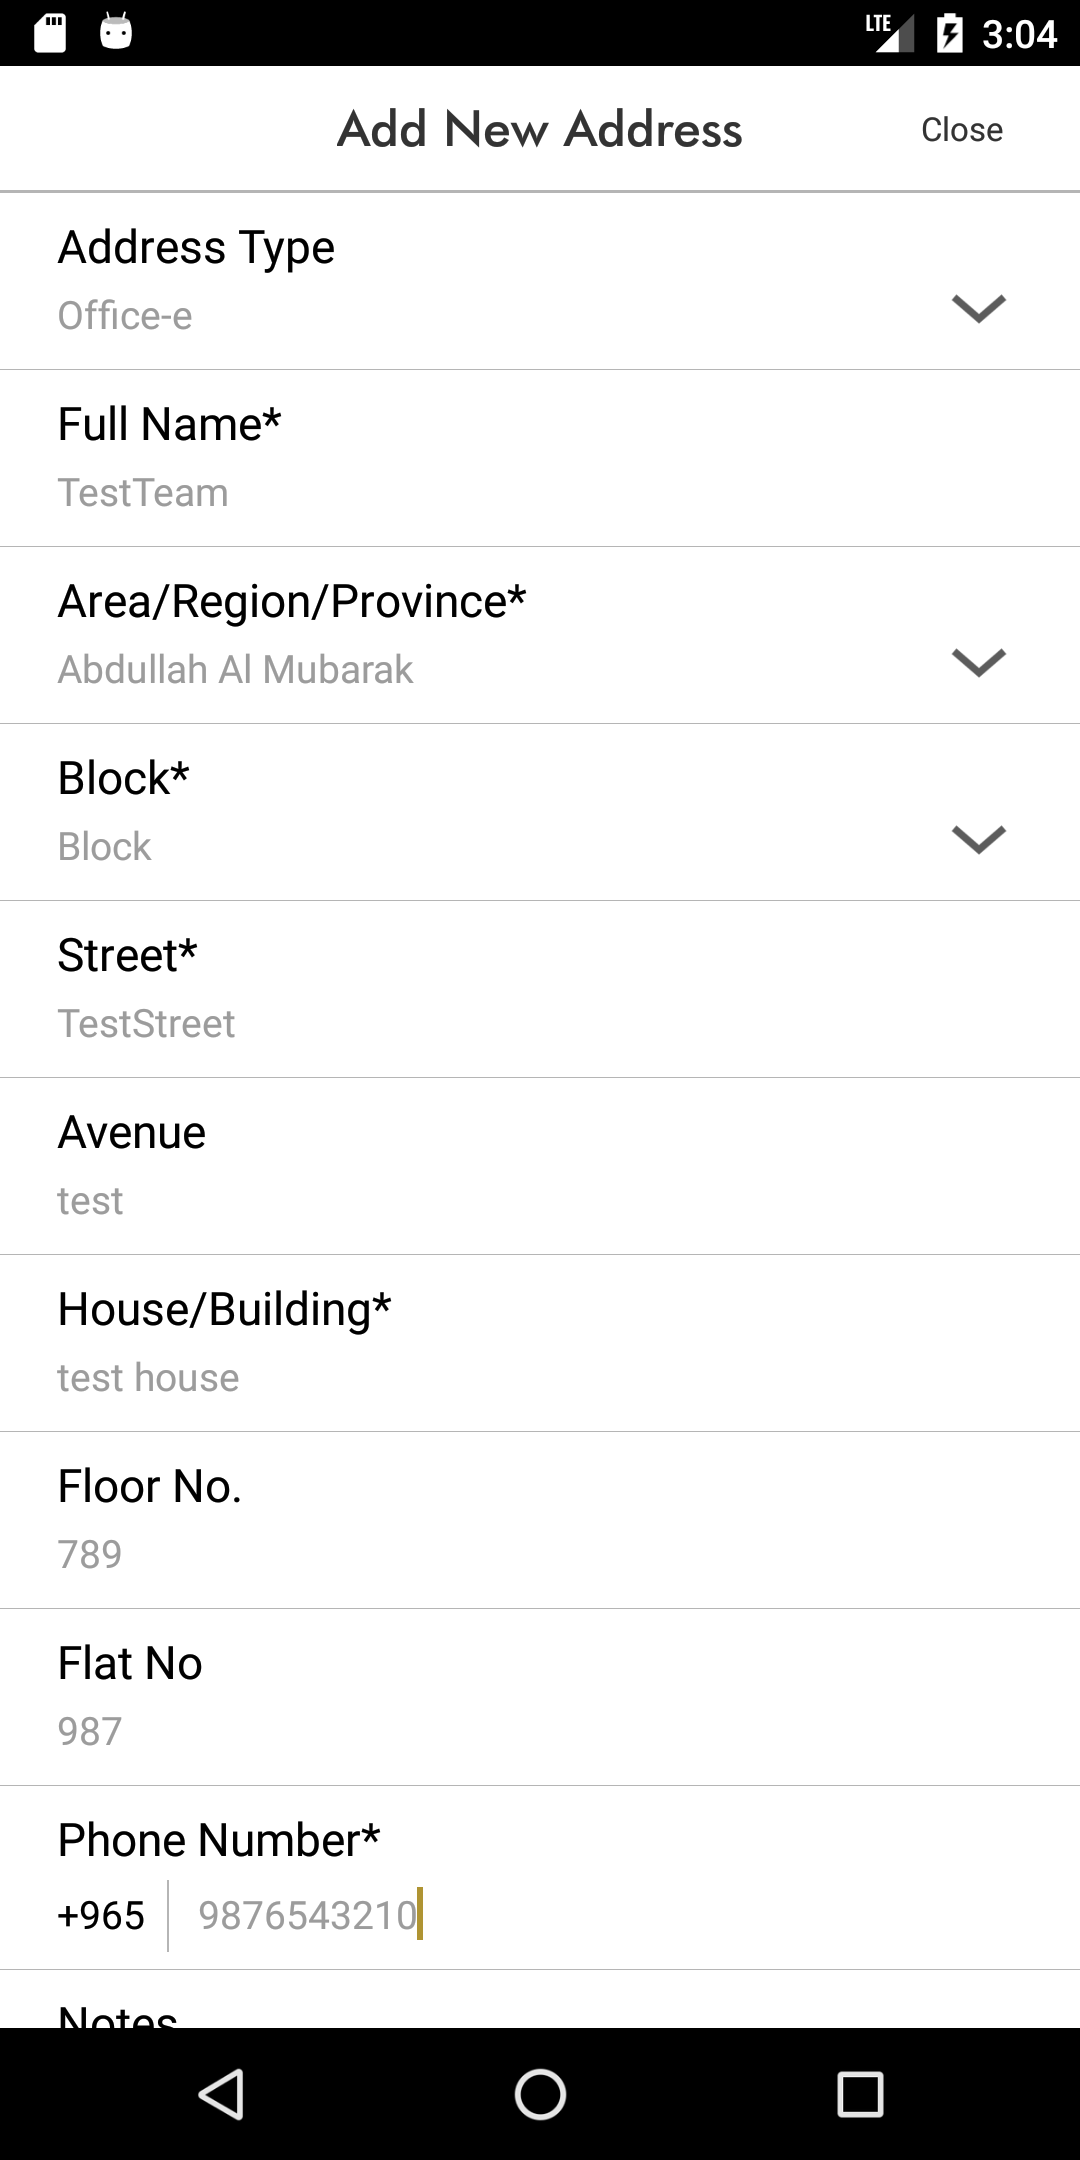 LTE 3:04
Add New Address
Close
Address Type
Office-e
Full Name*
TestTeam
Area/Region/Province*
Abdullah Al Mubarak
Block*
Block
Street*
TestStreet
Avenue
test
House/Building*
test house
Floor No.
789
Flat No
987
Phone Number*
+965 9876543210
Notes